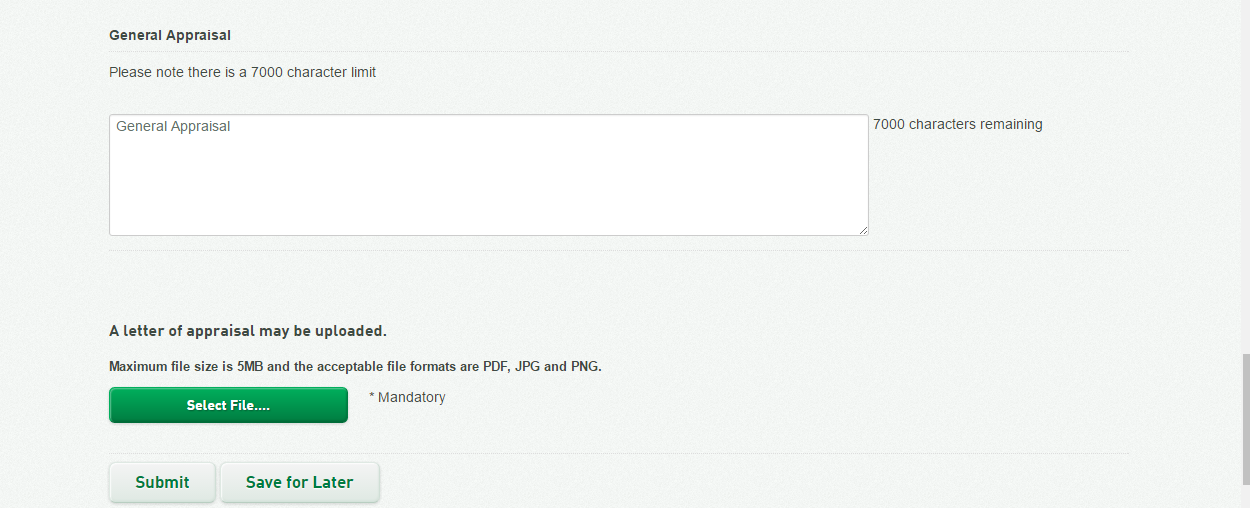 General Appraisal
Please note there is a 7000 character limit
General Appraisal
7000 characters remaining
A letter of appraisal may be uploaded.
Maximum file size is 5MB and the acceptable file formats are PDF, JPG and PNG.
Select File....
* Mandatory
Submit
Save for Later